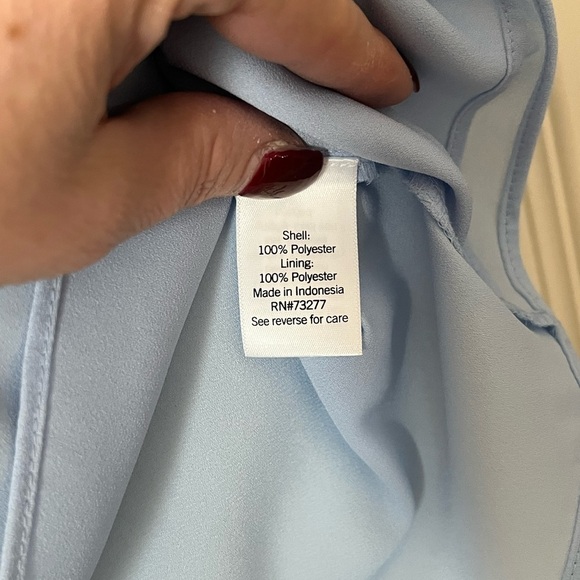 Shell:
100% Polyester
Lining:
100% Polyester
Made in Indonesia
RN#73277
See reverse for care